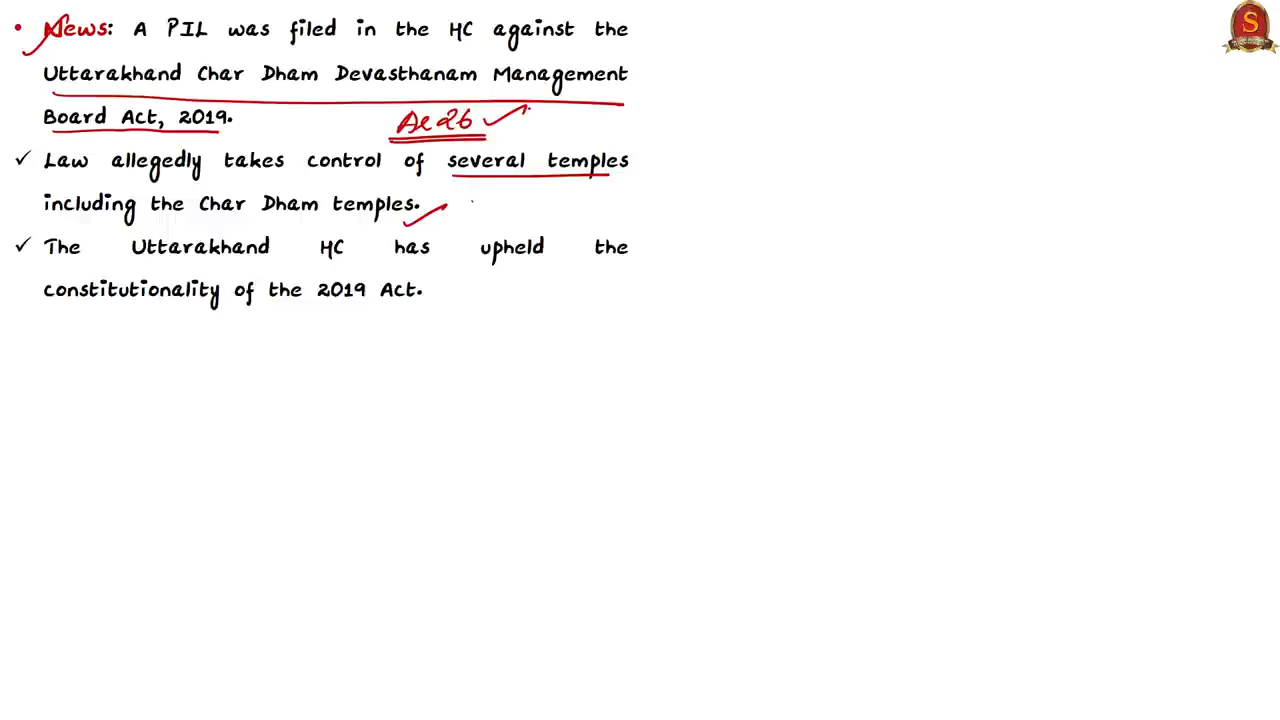 • News: A PIL was filed in the HC against the
Uttarakhand Char Dham Devasthanam Management
Board Act, 2019.
Ar 26 ✓
✓ Law allegedly takes control of several temples
including the Char Dham temples.
✓ The Uttarakhand HC has upheld the
constitutionality of the 2019 Act.
S